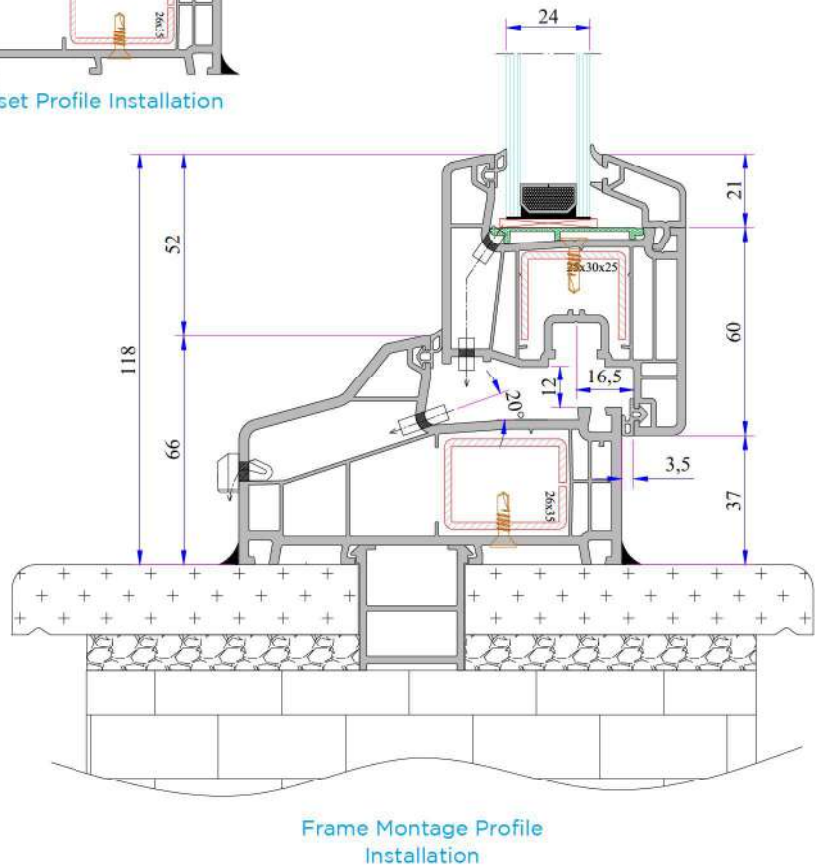 26x35
set Profile Installation
24
52
118
66
21
25x30x25
60
12
16,5
20°
3,5
26x35
37
Frame Montage Profile
Installation